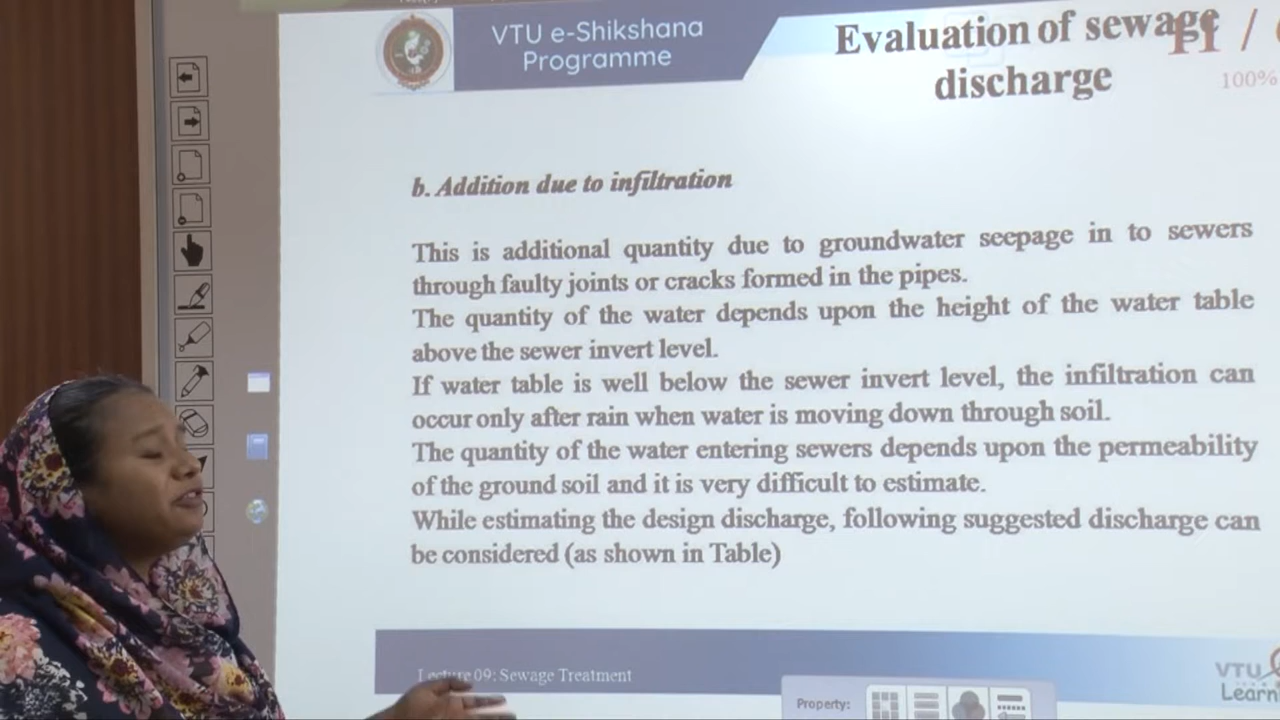 VTU e-Shikshana
Programme
Evaluation of sewage
discharge
11 /
100%
b. Addition due to infiltration
This is additional quantity due to groundwater seepage in to sewers
through faulty joints or cracks formed in the pipes.
The quantity of the water depends upon the height of the water table
above the sewer invert level.
If water table is well below the sewer invert level, the infiltration can
occur only after rain when water is moving down through soil.
The quantity of the water entering sewers depends upon the permeability
of the ground soil and it is very difficult to estimate.
While estimating the design discharge, following suggested discharge can
be considered (as shown in Table)
Lecture 09: Sewage Treatment
VTU
Learn
Property: